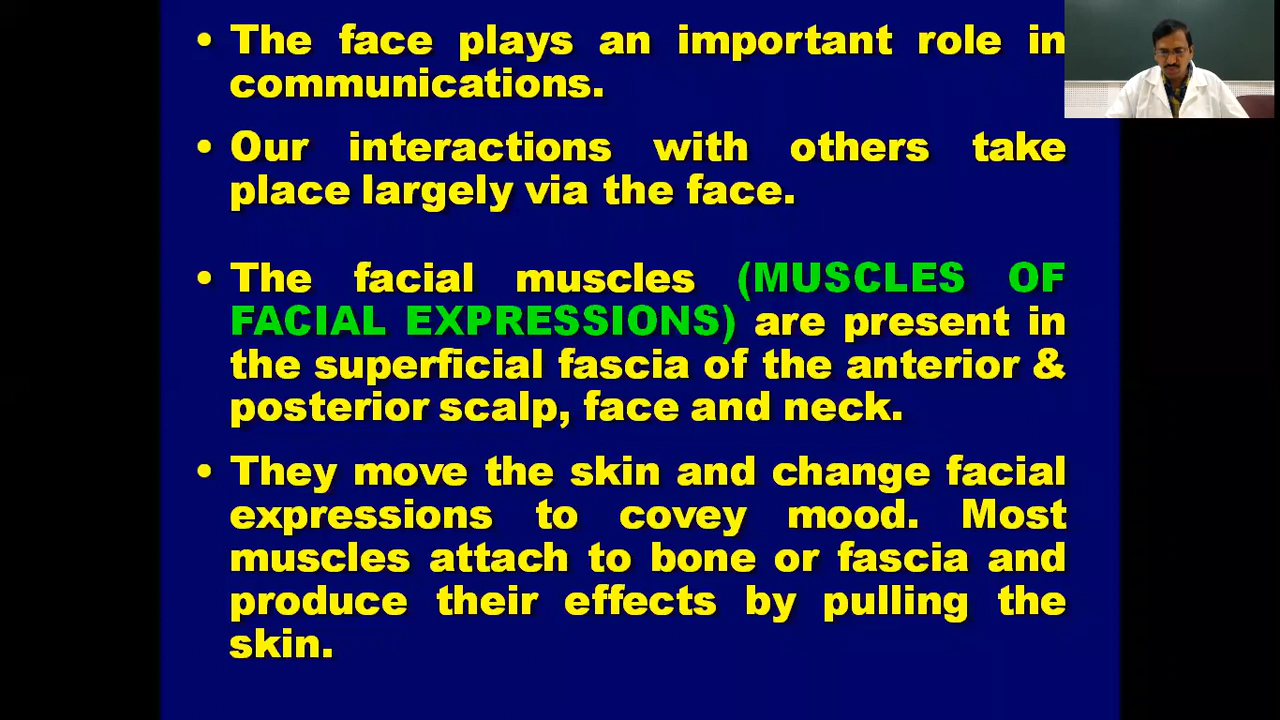 • The face plays an important role in
communications.
• Our interactions with others take
place largely via the face.
• The facial muscles (MUSCLES OF
FACIAL EXPRESSIONS) are present in
the superficial fascia of the anterior &
posterior scalp, face and neck.
• They move the skin and change facial
expressions to covey mood. Most
muscles attach to bone or fascia and
produce their effects by pulling the
skin.